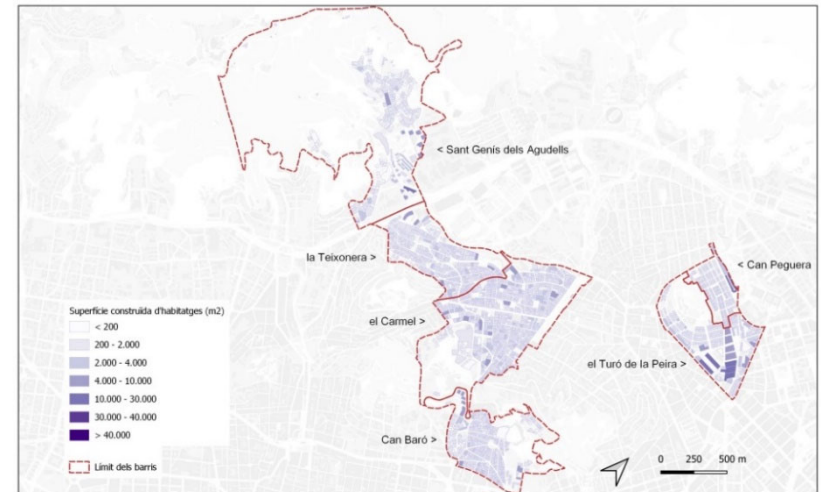 < Sant Genís dels Agudells
la Teixonera >
< Can Peguera
Superfície construïda d'habitatges (m2)
< 200
200 - 2.000
2.000 - 4.000
4.000 - 10.000
10.000 - 30.000
30.000 - 40.000
> 40.000
Límit dels barris
el Carmel >
el Turó de la Peira >
Can Baró >
0 250 500 m